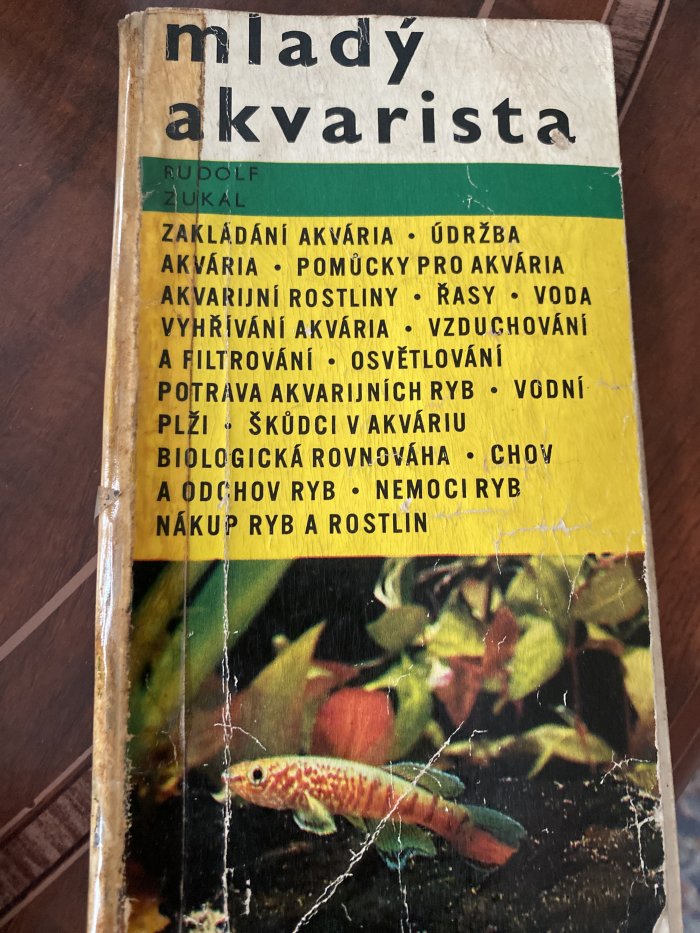 mladý
akvarista
RUDOLF
ZUKAL
ZAKLÁDÁNÍ AKVÁRIA • ÚDRŽBA
AKVÁRIA • POMŮCKY PRO AKVÁRIA
AKVARIJNÍ ROSTLINY • ŘASY • VODA
VYHŘÍVÁNÍ AKVÁRIA • VZDUCHOVÁNÍ
A FILTROVÁNÍ • OSVĚTLOVÁNÍ
POTRAVA AKVARIJNÍCH RYB • VODNÍ
PLŽI • ŠKŮDCI V AKVÁRIU
BIOLOGICKÁ ROVNOVÁHA • CHOV
A ODCHOV RYB • NEMOCI RYB
NÁKUP RYB A ROSTLIN